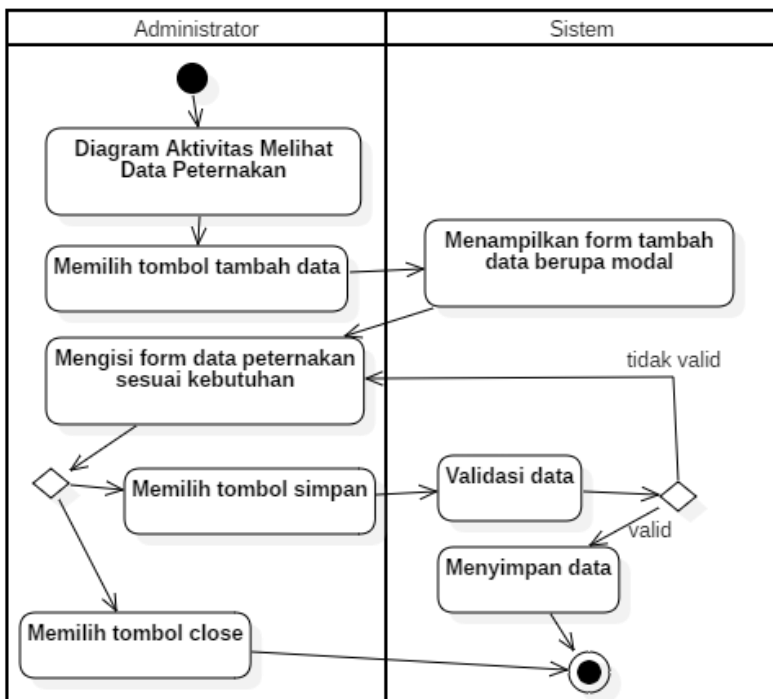 Administrator
Sistem
Diagram Aktivitas Melihat
Data Peternakan
Memilih tombol tambah data
Menampilkan form tambah
data berupa modal
Mengisi form data peternakan
sesuai kebutuhan
tidak valid
Memilih tombol simpan
Validasi data
valid
Menyimpan data
Memilih tombol close